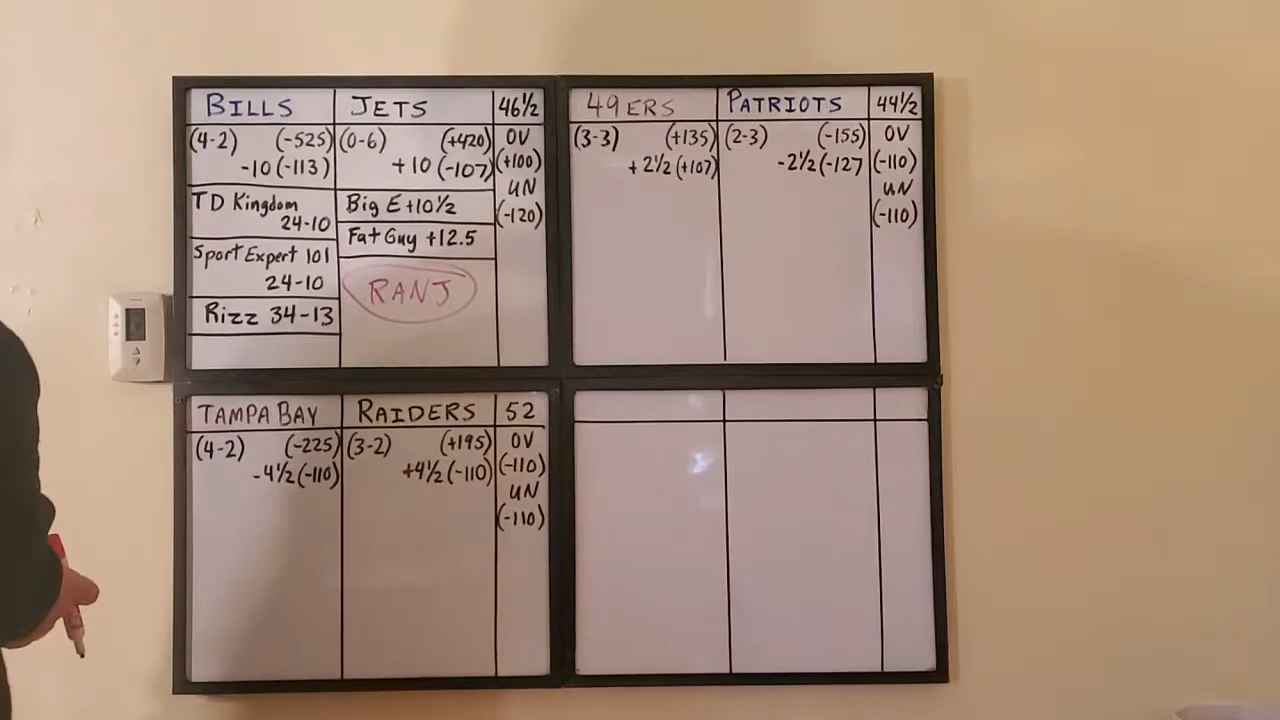 BILLS JETS 46½
(4-2) (-525) (0-6) (+420) OV
-10 (-113) +10 (-107) (+100)
UN
(-120)
TD Kingdom
24-10
Sport Expert 101
24-10
Rizz 34-13
Big E +10½
Fat Guy +12.5
RANJ
49ERS PATRIOTS 44½
(3-3) (+135) (2-3) (-155) OV
+2½ (+107) -2½ (-127 (-110)
UN
(-110)
TAMPA BAY RAIDERS 52
(4-2) (-225) (3-2) (+195) OV
-4½ (-110) +4½ (-110) (-110)
UN
(-110)